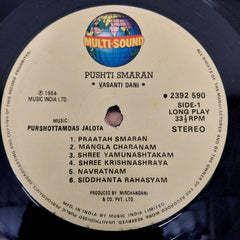 MULTI-SOUND
PUSHTI SMARAN
• VASANTI DANI •
℗ 1984
MUSIC INDIA LTD.
• 2392 590
SIDE-1
LONG PLAY
33⅓ RPM
STEREO
MUSIC:
PURSHOTTAMDAS JALOTA
1. PRAATAH SMARAN
2. MANGLA CHARANAM
3. SHREE YAMUNASHTAKAM
4. SHREE KRISHNASHRAYA
5. NAVRATNAM
6. SIDDHANTA RAHASYAM
PRODUCED BY MIRCHANDANI
& CO. PVT. LTD.
MADE IN INDIA BY MUSIC INDIA LTD.